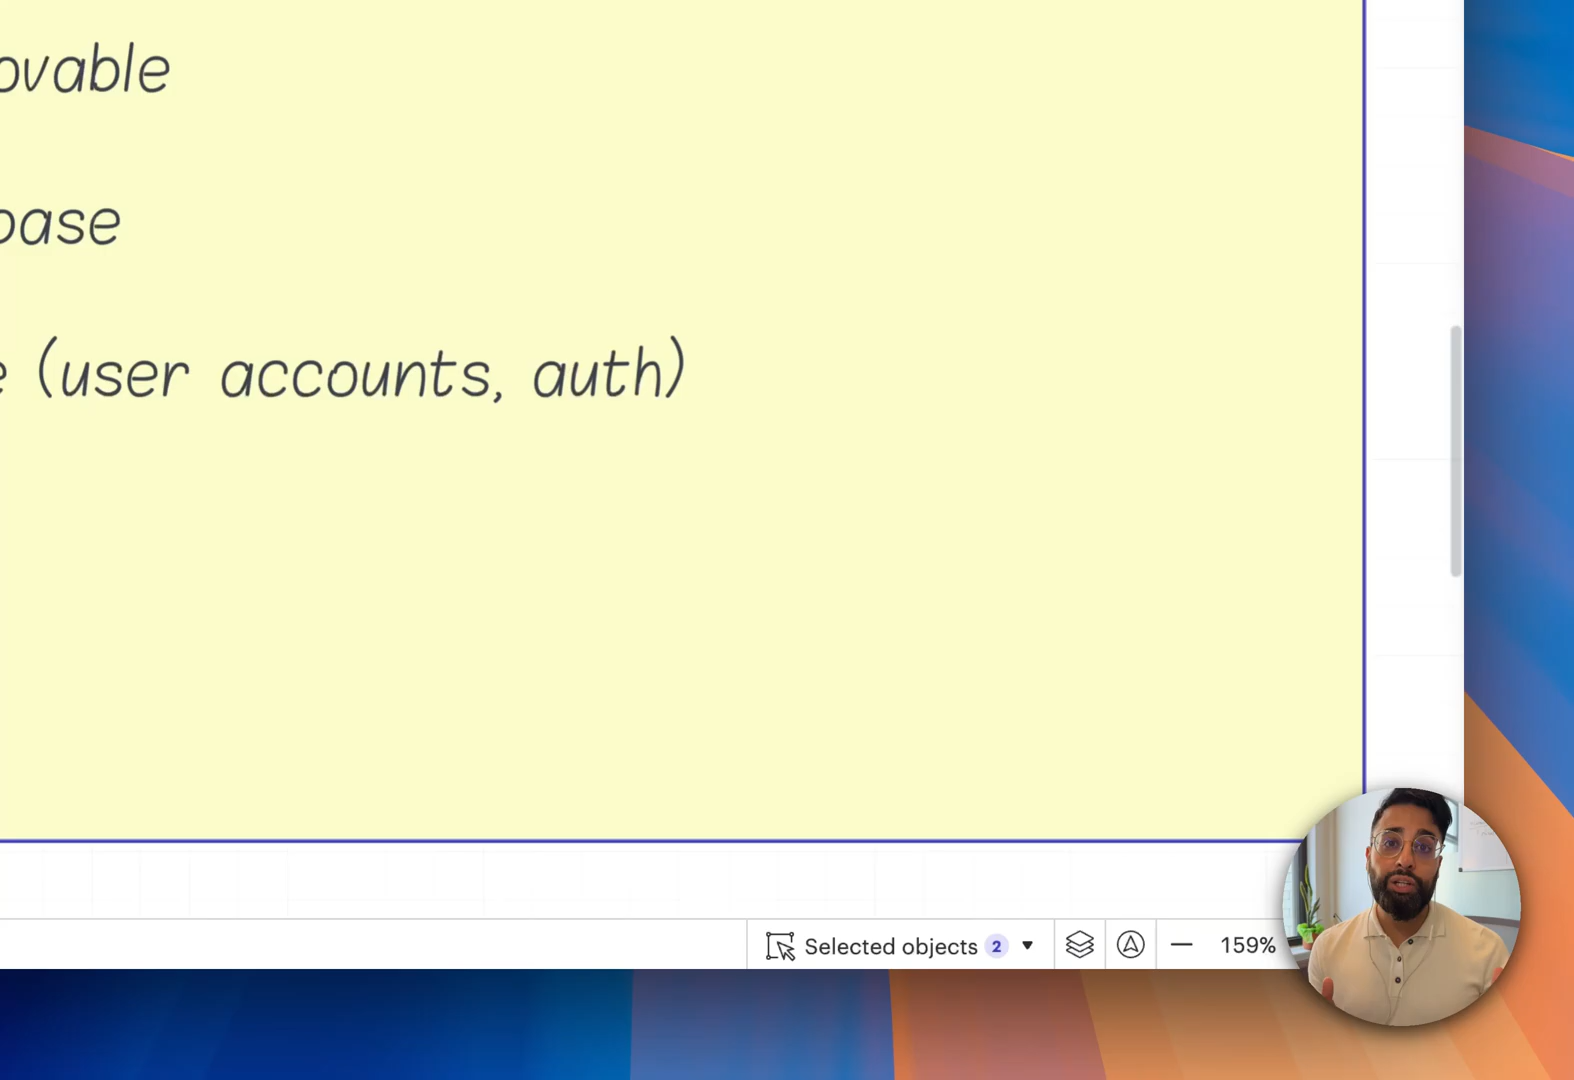 ovable
base
e (user accounts, auth)
Selected objects 2
159%